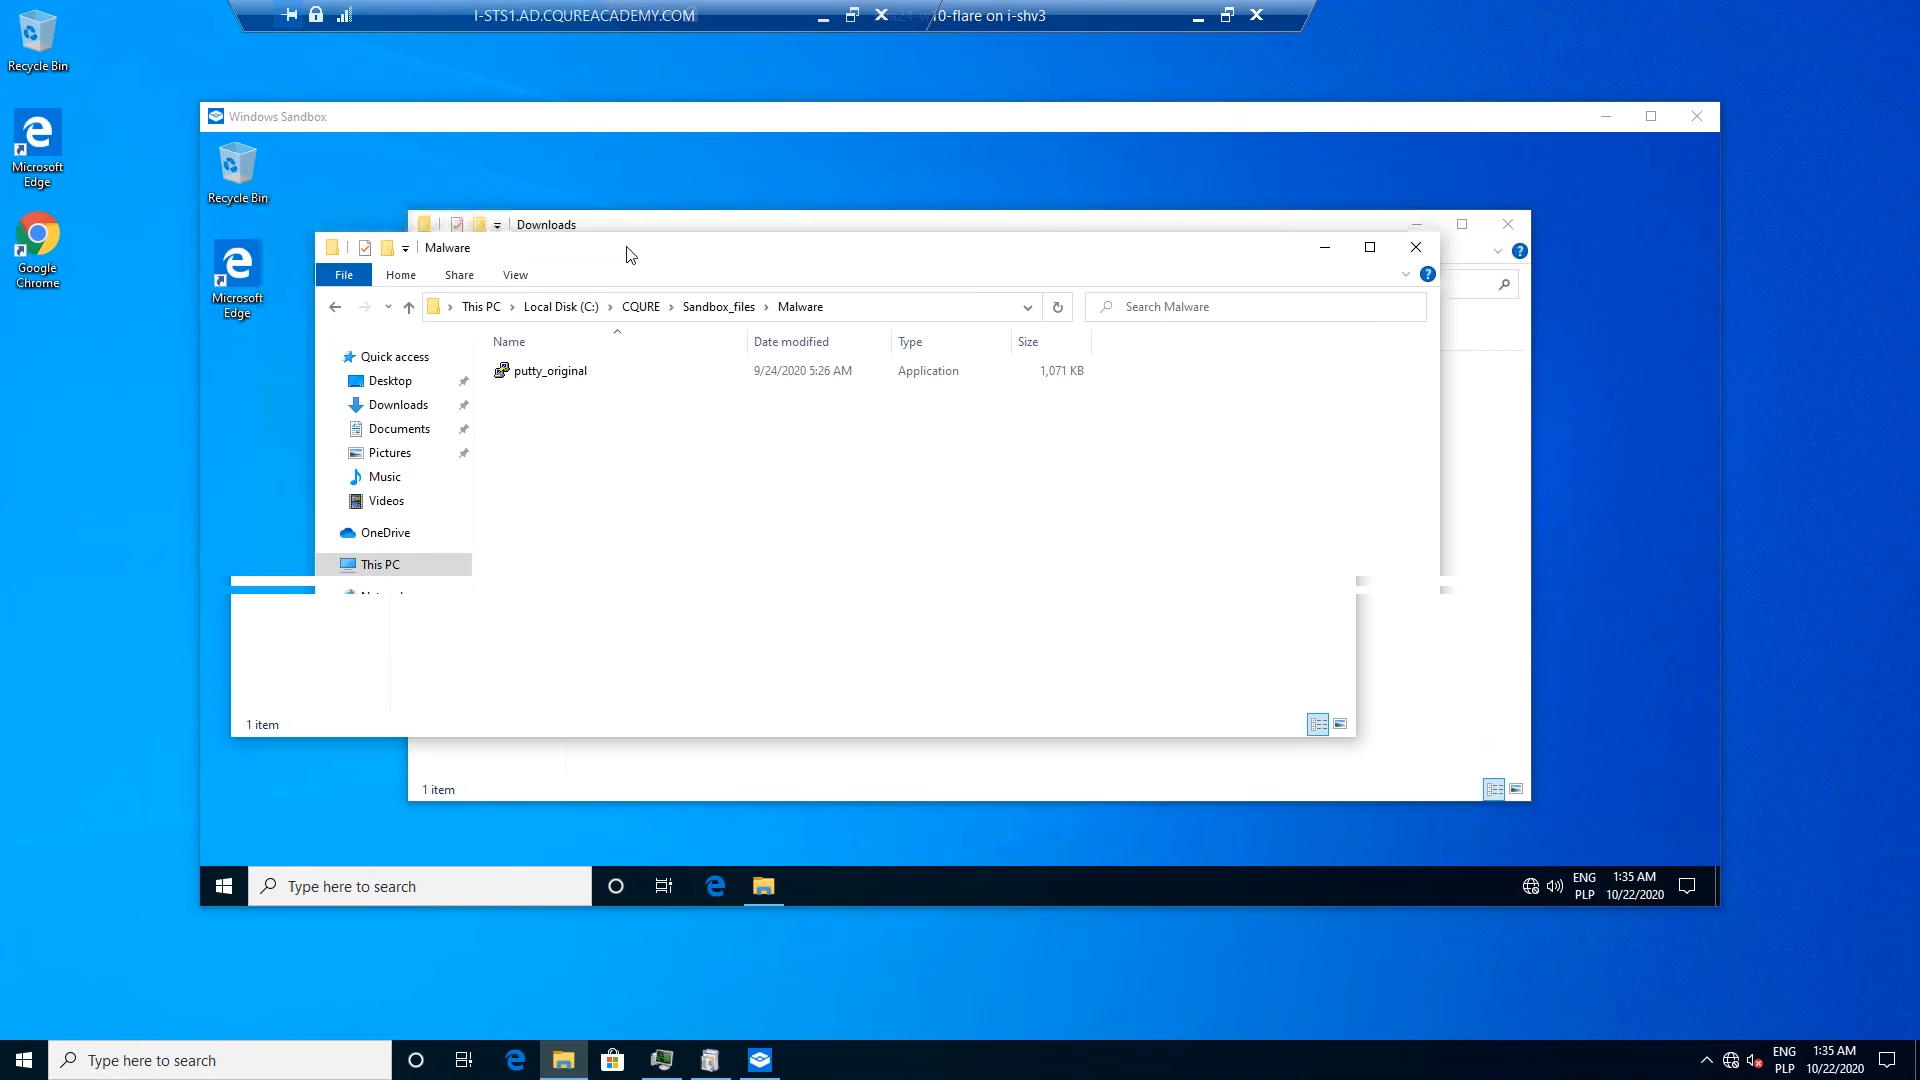 I-STS1.AD.CQUREACADEMY.COM
10-flare on i-shv3
Recycle Bin
Microsoft
Edge
Google
Chrome
Windows Sandbox
Recycle Bin
Microsoft
Edge
Downloads
Malware
File Home Share View
This PC Local Disk (C:) CQURE Sandbox_files Malware
Search Malware
Name Date modified Type Size
putty_original 9/24/2020 5:26 AM Application 1,071 KB
Quick access
Desktop
Downloads
Documents
Pictures
Music
Videos
OneDrive
This PC
1 item
1 item
Type here to search
ENG
PLP
1:35 AM
10/22/2020
Type here to search
ENG
PLP
1:35 AM
10/22/2020